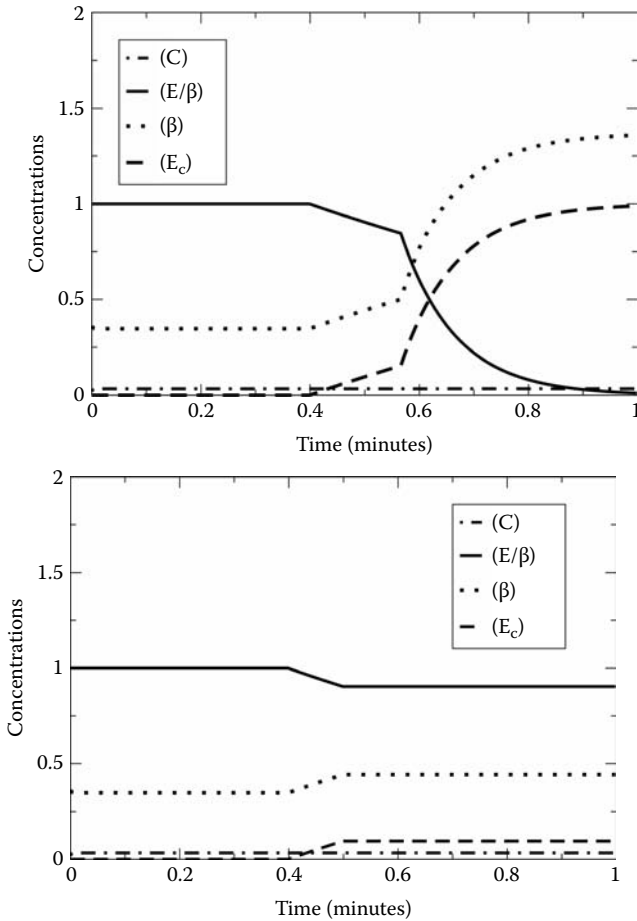 2
1.5
1
0.5
0
Concentrations
(C)
(E/β)
(β)
(Ec)
0 0.2 0.4 0.6 0.8 1
Time (minutes)
2
1.5
1
0.5
0
Concentrations
(C)
(E/β)
(β)
(Ec)
0 0.2 0.4 0.6 0.8 1
Time (minutes)